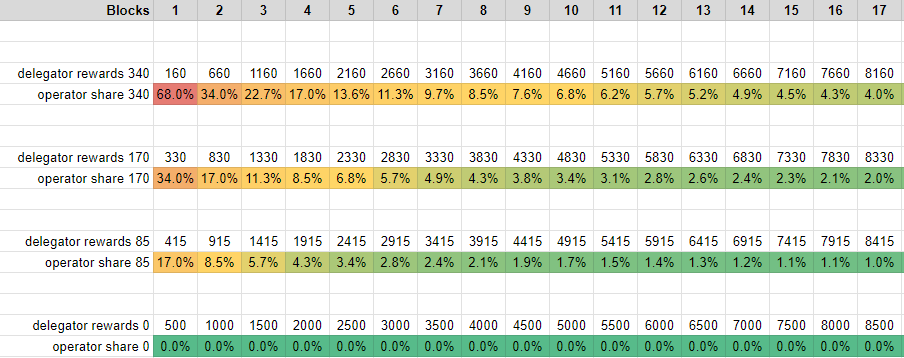 Blocks 1 2 3 4 5 6 7 8 9 10 11 12 13 14 15 16 17
delegator rewards 340 160 660 1160 1660 2160 2660 3160 3660 4160 4660 5160 5660 6160 6660 7160 7660 8160
operator share 340 68.0% 34.0% 22.7% 17.0% 13.6% 11.3% 9.7% 8.5% 7.6% 6.8% 6.2% 5.7% 5.2% 4.9% 4.5% 4.3% 4.0%
delegator rewards 170 330 830 1330 1830 2330 2830 3330 3830 4330 4830 5330 5830 6330 6830 7330 7830 8330
operator share 170 34.0% 17.0% 11.3% 8.5% 6.8% 5.7% 4.9% 4.3% 3.8% 3.4% 3.1% 2.8% 2.6% 2.4% 2.3% 2.1% 2.0%
delegator rewards 85 415 915 1415 1915 2415 2915 3415 3915 4415 4915 5415 5915 6415 6915 7415 7915 8415
operator share 85 17.0% 8.5% 5.7% 4.3% 3.4% 2.8% 2.4% 2.1% 1.9% 1.7% 1.5% 1.4% 1.3% 1.2% 1.1% 1.1% 1.0%
delegator rewards 0 500 1000 1500 2000 2500 3000 3500 4000 4500 5000 5500 6000 6500 7000 7500 8000 8500
operator share 0 0.0% 0.0% 0.0% 0.0% 0.0% 0.0% 0.0% 0.0% 0.0% 0.0% 0.0% 0.0% 0.0% 0.0% 0.0% 0.0% 0.0%